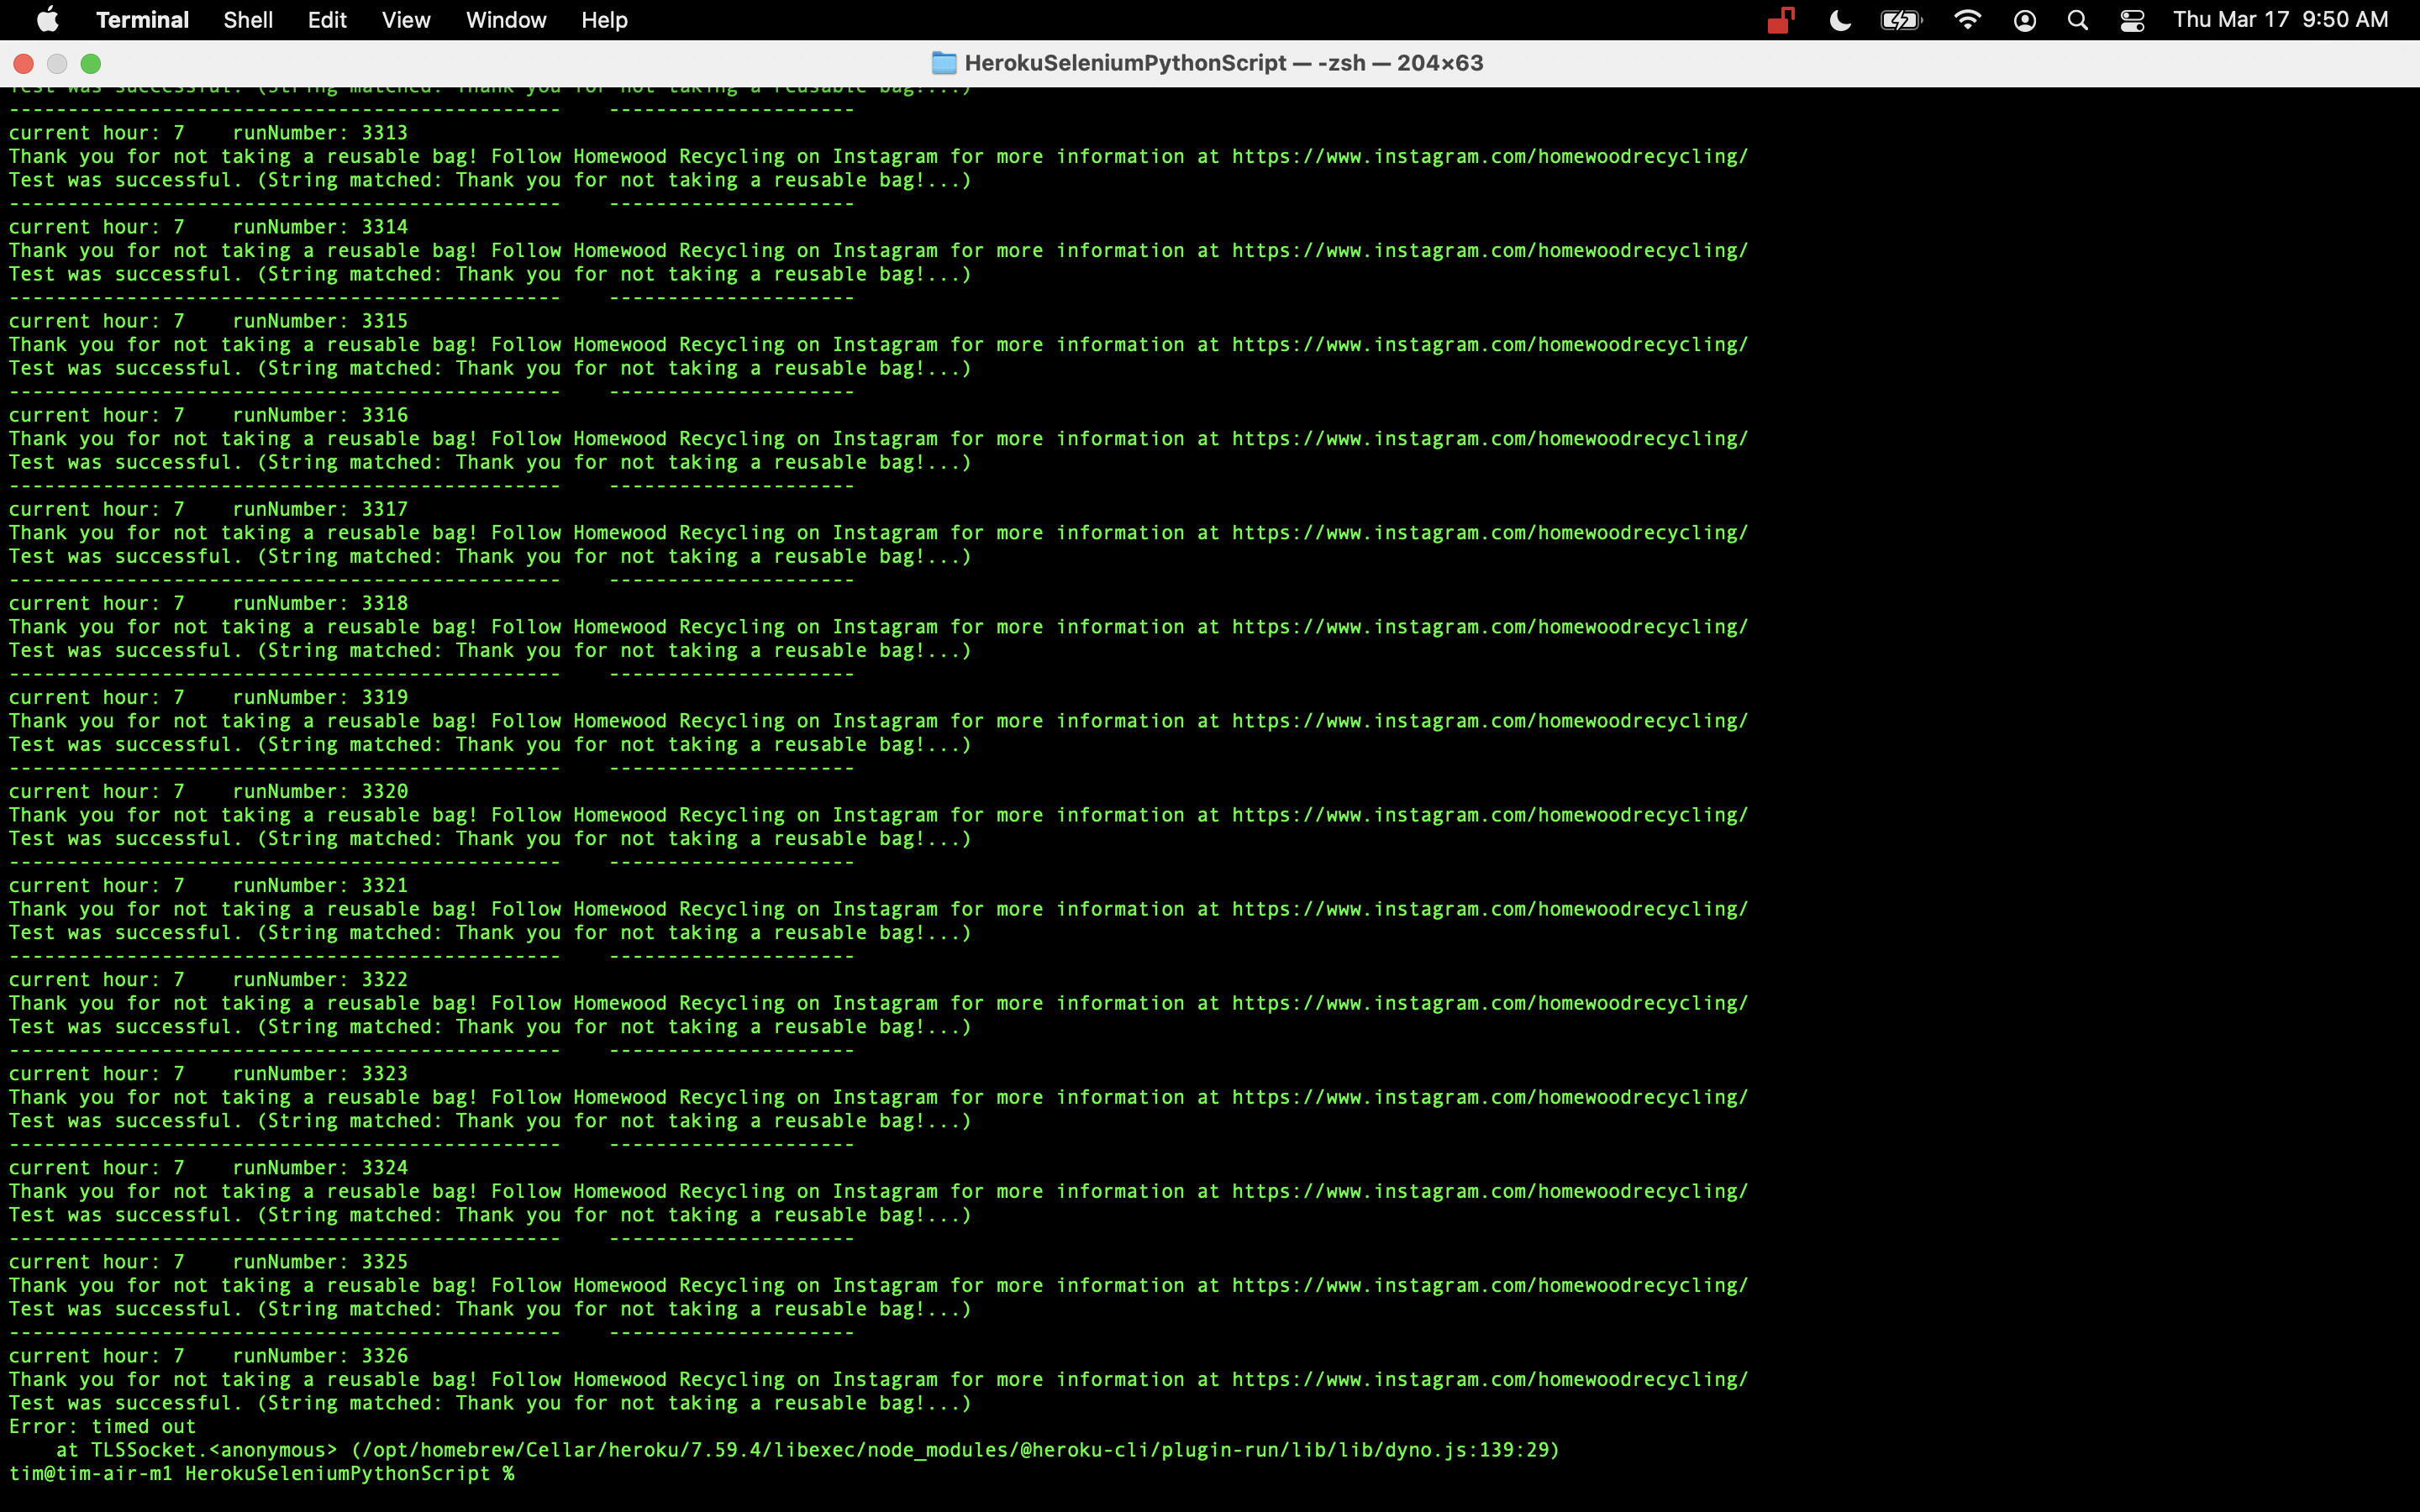 Terminal Shell Edit View Window Help Thu Mar 17 9:50 AM
HerokuSeleniumPythonScript — -zsh — 204×63
Test was successful. (String matched: Thank you for not taking a reusable bag!...)
----------------------------------------------- ---------------------
current hour: 7 runNumber: 3313
Thank you for not taking a reusable bag! Follow Homewood Recycling on Instagram for more information at https://www.instagram.com/homewoodrecycling/
Test was successful. (String matched: Thank you for not taking a reusable bag!...)
----------------------------------------------- ---------------------
current hour: 7 runNumber: 3314
Thank you for not taking a reusable bag! Follow Homewood Recycling on Instagram for more information at https://www.instagram.com/homewoodrecycling/
Test was successful. (String matched: Thank you for not taking a reusable bag!...)
----------------------------------------------- ---------------------
current hour: 7 runNumber: 3315
Thank you for not taking a reusable bag! Follow Homewood Recycling on Instagram for more information at https://www.instagram.com/homewoodrecycling/
Test was successful. (String matched: Thank you for not taking a reusable bag!...)
----------------------------------------------- ---------------------
current hour: 7 runNumber: 3316
Thank you for not taking a reusable bag! Follow Homewood Recycling on Instagram for more information at https://www.instagram.com/homewoodrecycling/
Test was successful. (String matched: Thank you for not taking a reusable bag!...)
----------------------------------------------- ---------------------
current hour: 7 runNumber: 3317
Thank you for not taking a reusable bag! Follow Homewood Recycling on Instagram for more information at https://www.instagram.com/homewoodrecycling/
Test was successful. (String matched: Thank you for not taking a reusable bag!...)
----------------------------------------------- ---------------------
current hour: 7 runNumber: 3318
Thank you for not taking a reusable bag! Follow Homewood Recycling on Instagram for more information at https://www.instagram.com/homewoodrecycling/
Test was successful. (String matched: Thank you for not taking a reusable bag!...)
----------------------------------------------- ---------------------
current hour: 7 runNumber: 3319
Thank you for not taking a reusable bag! Follow Homewood Recycling on Instagram for more information at https://www.instagram.com/homewoodrecycling/
Test was successful. (String matched: Thank you for not taking a reusable bag!...)
----------------------------------------------- ---------------------
current hour: 7 runNumber: 3320
Thank you for not taking a reusable bag! Follow Homewood Recycling on Instagram for more information at https://www.instagram.com/homewoodrecycling/
Test was successful. (String matched: Thank you for not taking a reusable bag!...)
----------------------------------------------- ---------------------
current hour: 7 runNumber: 3321
Thank you for not taking a reusable bag! Follow Homewood Recycling on Instagram for more information at https://www.instagram.com/homewoodrecycling/
Test was successful. (String matched: Thank you for not taking a reusable bag!...)
----------------------------------------------- ---------------------
current hour: 7 runNumber: 3322
Thank you for not taking a reusable bag! Follow Homewood Recycling on Instagram for more information at https://www.instagram.com/homewoodrecycling/
Test was successful. (String matched: Thank you for not taking a reusable bag!...)
----------------------------------------------- ---------------------
current hour: 7 runNumber: 3323
Thank you for not taking a reusable bag! Follow Homewood Recycling on Instagram for more information at https://www.instagram.com/homewoodrecycling/
Test was successful. (String matched: Thank you for not taking a reusable bag!...)
----------------------------------------------- ---------------------
current hour: 7 runNumber: 3324
Thank you for not taking a reusable bag! Follow Homewood Recycling on Instagram for more information at https://www.instagram.com/homewoodrecycling/
Test was successful. (String matched: Thank you for not taking a reusable bag!...)
----------------------------------------------- ---------------------
current hour: 7 runNumber: 3325
Thank you for not taking a reusable bag! Follow Homewood Recycling on Instagram for more information at https://www.instagram.com/homewoodrecycling/
Test was successful. (String matched: Thank you for not taking a reusable bag!...)
----------------------------------------------- ---------------------
current hour: 7 runNumber: 3326
Thank you for not taking a reusable bag! Follow Homewood Recycling on Instagram for more information at https://www.instagram.com/homewoodrecycling/
Test was successful. (String matched: Thank you for not taking a reusable bag!...)
Error: timed out
at TLSSocket.<anonymous> (/opt/homebrew/Cellar/heroku/7.59.4/libexec/node_modules/@heroku-cli/plugin-run/lib/lib/dyno.js:139:29)
tim@tim-air-m1 HerokuSeleniumPythonScript %